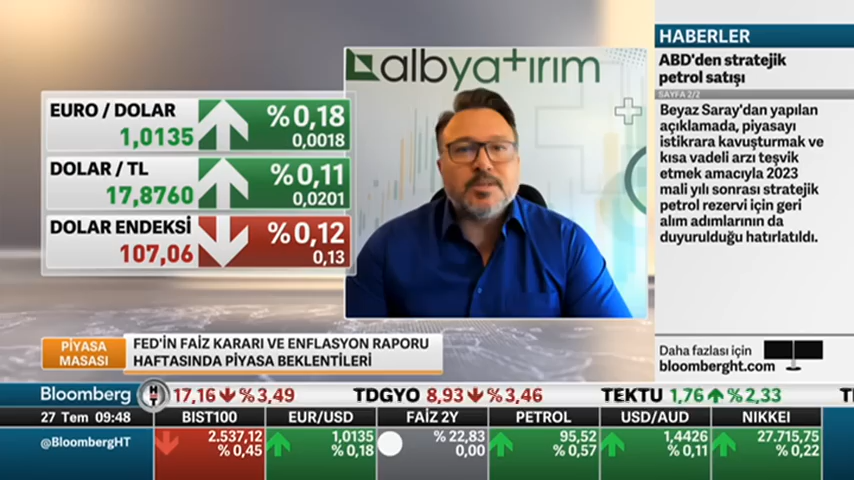 albyatırım
EURO / DOLAR
1,0135
% 0,18
0,0018
DOLAR / TL
17,8760
% 0,11
0,0201
DOLAR ENDEKSİ
107,06
% 0,12
0,13
HABERLER
ABD'den stratejik
petrol satışı
SAYFA 2/2
Beyaz Saray'dan yapılan
açıklamada, piyasayı
istikrara kavuşturmak ve
kısa vadeli arzı teşvik
etmek amacıyla 2023
mali yılı sonrası stratejik
petrol rezervi için geri
alım adımlarının da
duyurulduğu hatırlatıldı.
Daha fazlası için
bloomberght.com
PİYASA
MASASI
FED'İN FAİZ KARARI VE ENFLASYON RAPORU
HAFTASINDA PİYASA BEKLENTİLERİ
Bloomberg
17,16 %3,49 TDGYO 8,93 %3,46 TEKTU 1,76 %2,33
27 Tem 09:48
@BloombergHT
BIST100
2.537,12
% 0,45
EUR/USD
1,0135
% 0,18
FAİZ 2Y
% 22,83
0,00
PETROL
95,52
% 0,57
USD/AUD
1,4426
% 0,11
NIKKEI
27.715,75
% 0,22